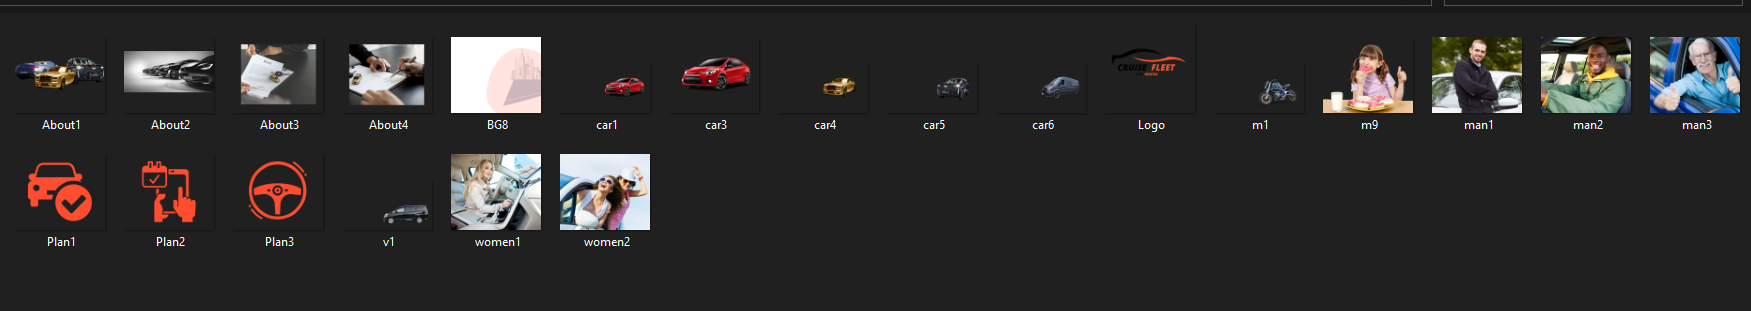 CRUISE FLEET
About1 About2 About3 About4 BG8 car1 car3 car4 car5 car6 Logo m1 m9 man1 man2 man3
Plan1 Plan2 Plan3 v1 women1 women2